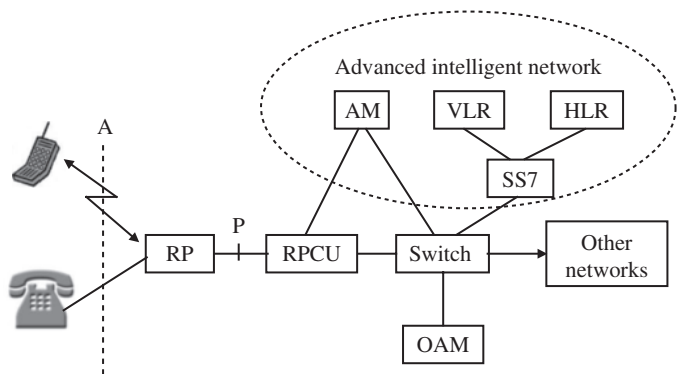 Advanced intelligent network
AM
VLR
HLR
A
SS7
P
RP
RPCU
Switch
Other
networks
OAM